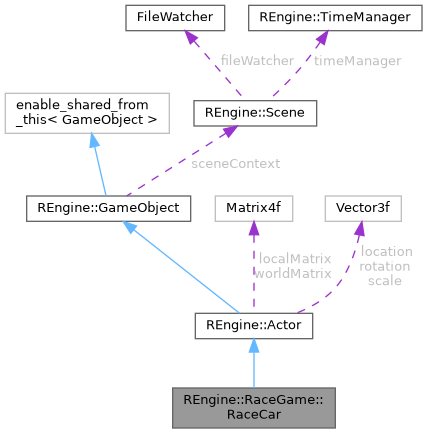 FileWatcher
REngine::TimeManager
fileWatcher
timeManager
enable_shared_from
_this< GameObject >
REngine::Scene
sceneContext
REngine::GameObject
Matrix4f
Vector3f
localMatrix
worldMatrix
location
rotation
scale
REngine::Actor
REngine::RaceGame::
RaceCar